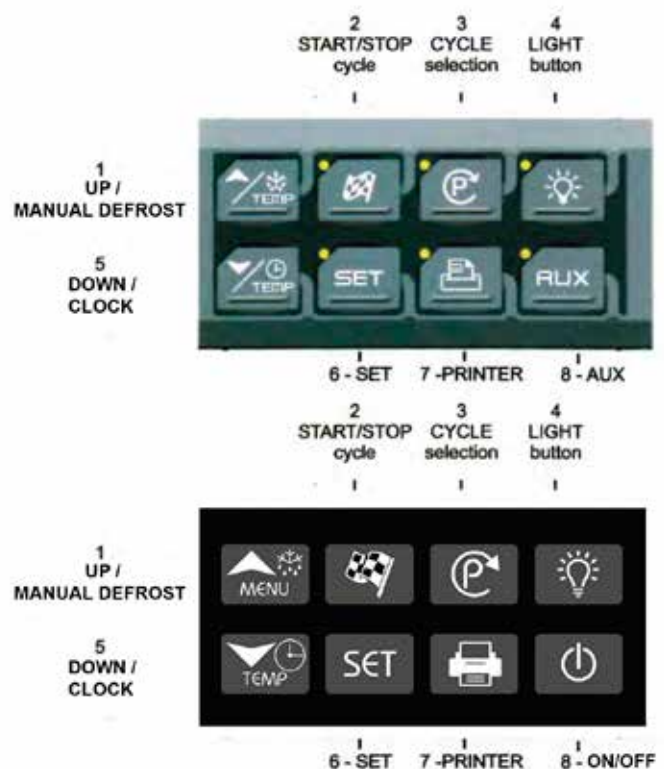 2 3 4
START/STOP CYCLE LIGHT
cycle selection button
1
UP /
MANUAL DEFROST
TEMP
P
5
DOWN /
CLOCK
TEMP
SET
AUX
6 - SET 7 -PRINTER 8 - AUX
2 3 4
START/STOP CYCLE LIGHT
cycle selection button
1
UP /
MANUAL DEFROST
MENU
P
5
DOWN /
CLOCK
TEMP
SET
6 - SET 7 -PRINTER 8 - ON/OFF